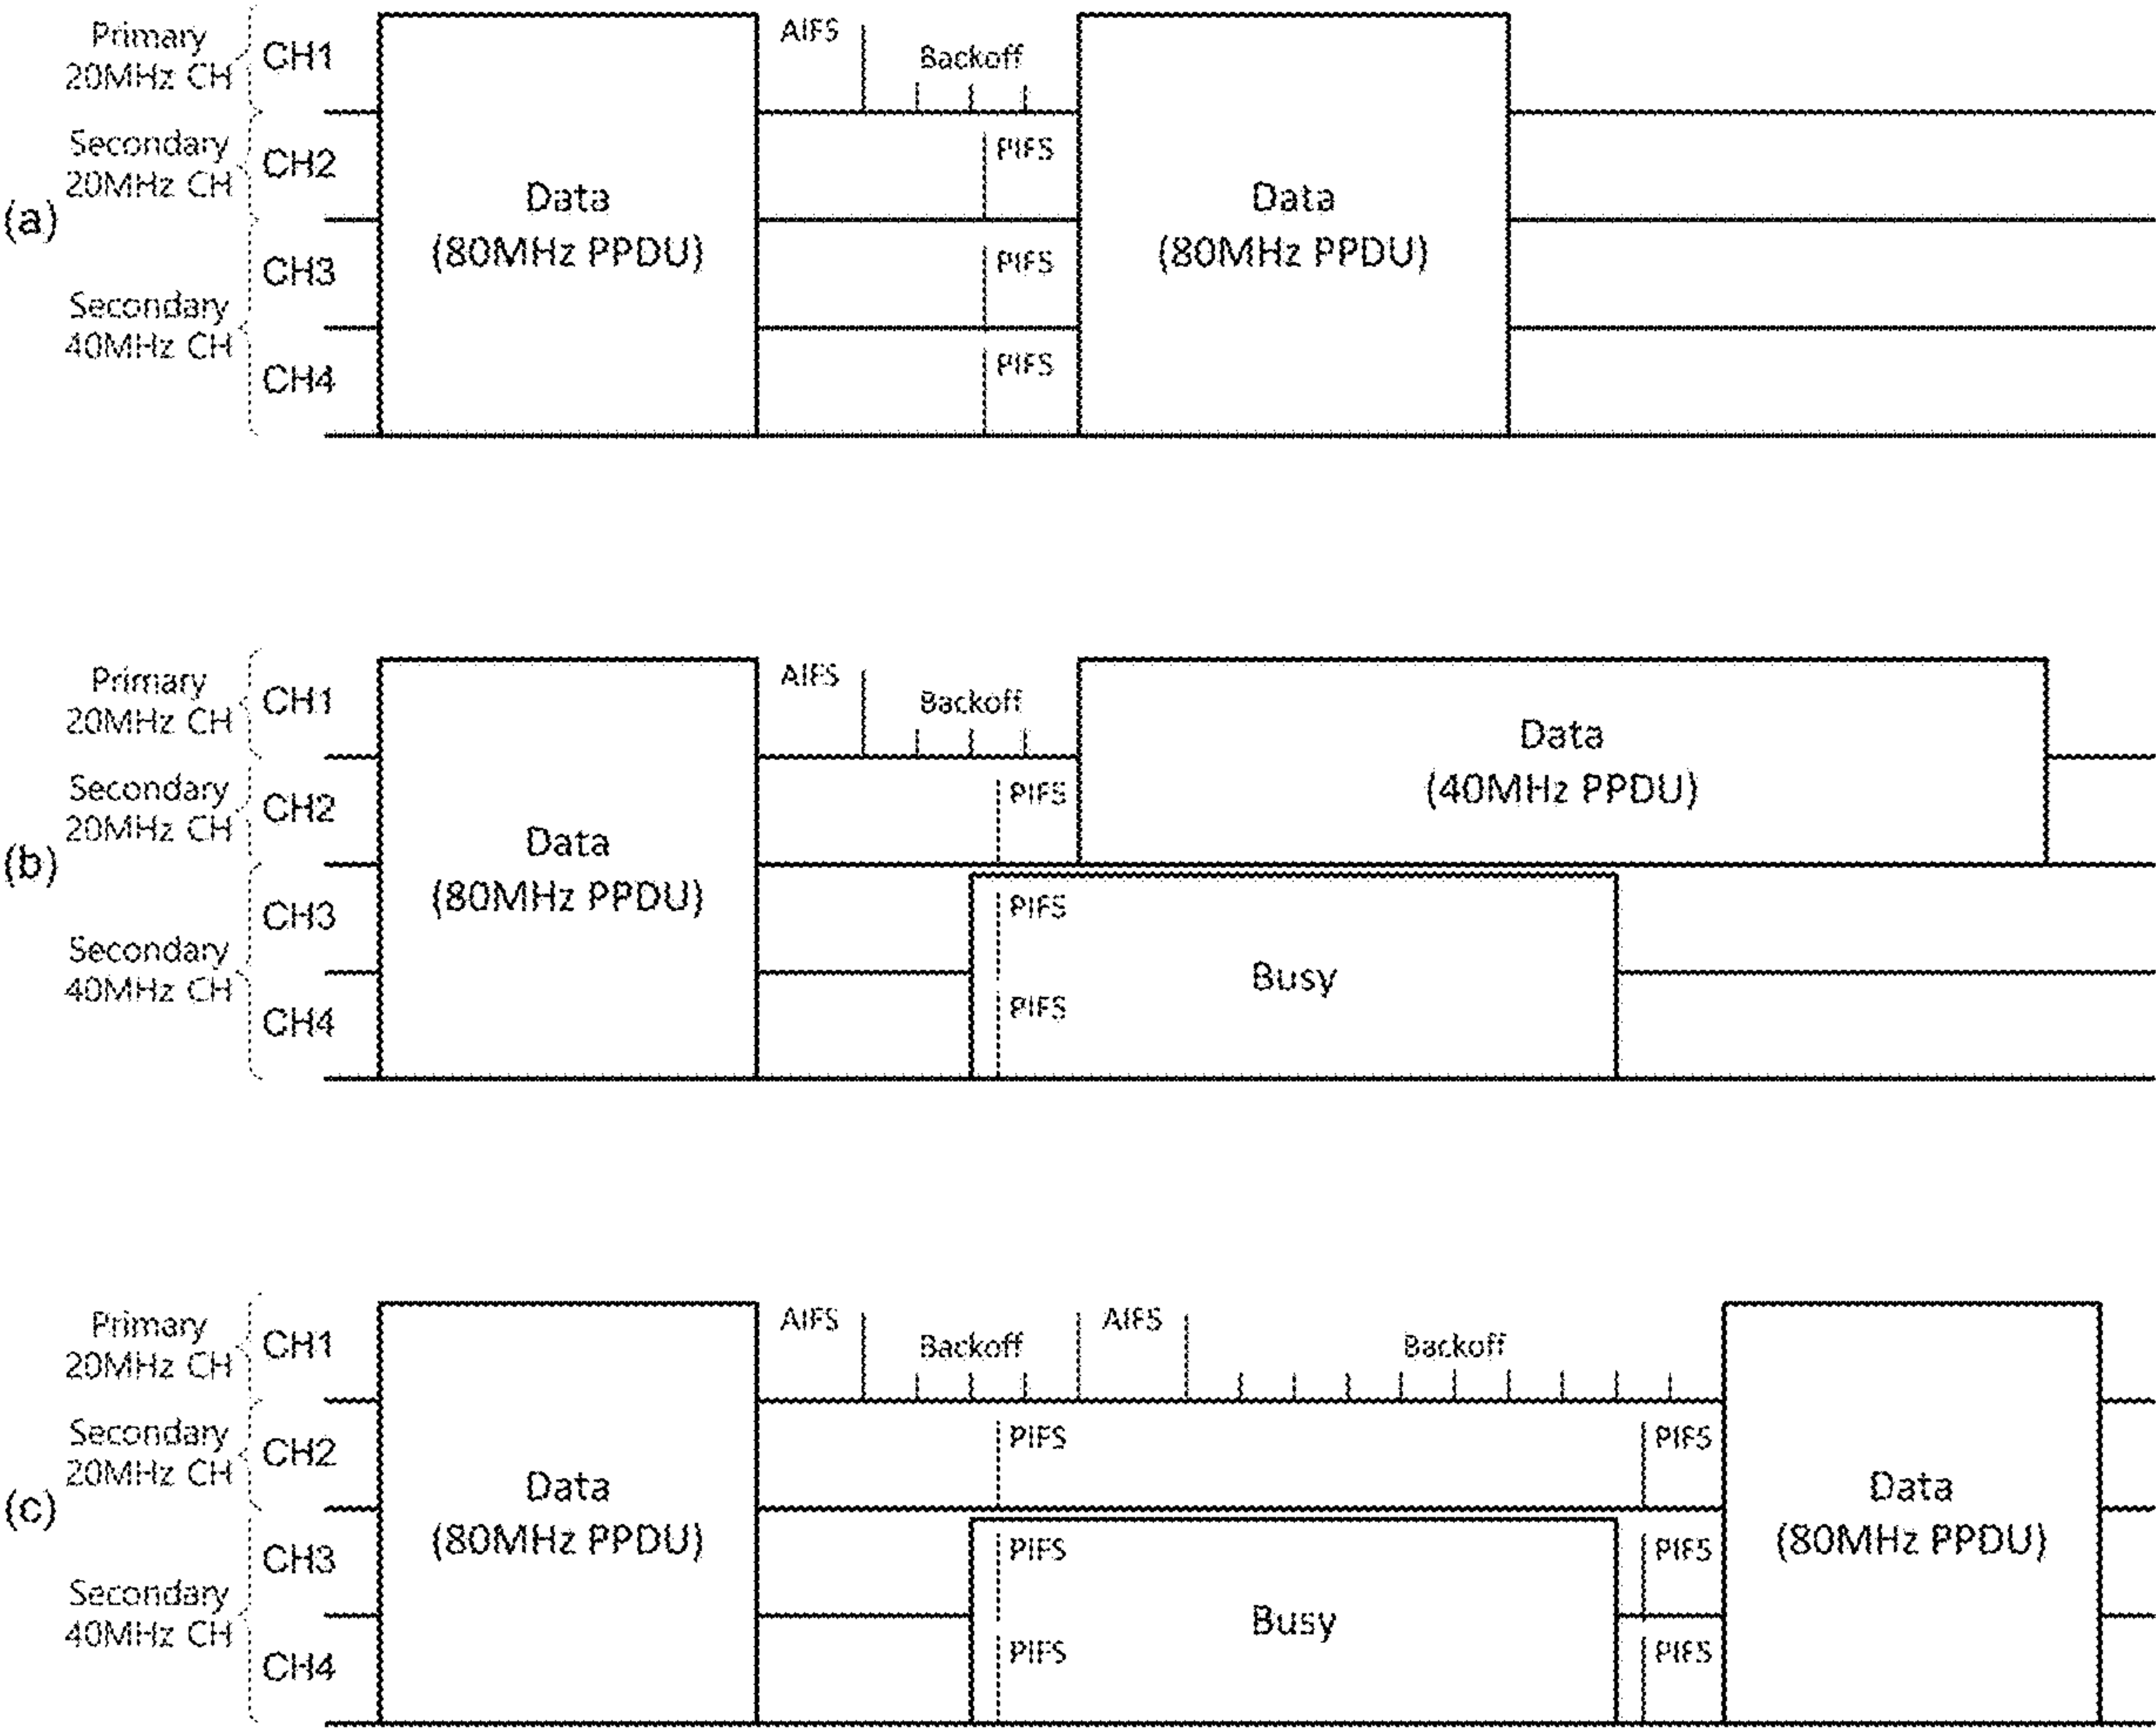 (a)
Primary
20MHz CH
CH1
Secondary
20MHz CH
CH2
Secondary
40MHz CH
CH3
CH4
Data
(80MHz PPDU)
AIFS
Backoff
PIFS
PIFS
PIFS
Data
(80MHz PPDU)
(b)
Primary
20MHz CH
CH1
Secondary
20MHz CH
CH2
Secondary
40MHz CH
CH3
CH4
Data
(80MHz PPDU)
AIFS
Backoff
PIFS
PIFS
PIFS
Data
(40MHz PPDU)
Busy
(c)
Primary
20MHz CH
CH1
Secondary
20MHz CH
CH2
Secondary
40MHz CH
CH3
CH4
Data
(80MHz PPDU)
AIFS
Backoff
AIFS
Backoff
PIFS
PIFS
PIFS
PIFS
PIFS
PIFS
Busy
Data
(80MHz PPDU)